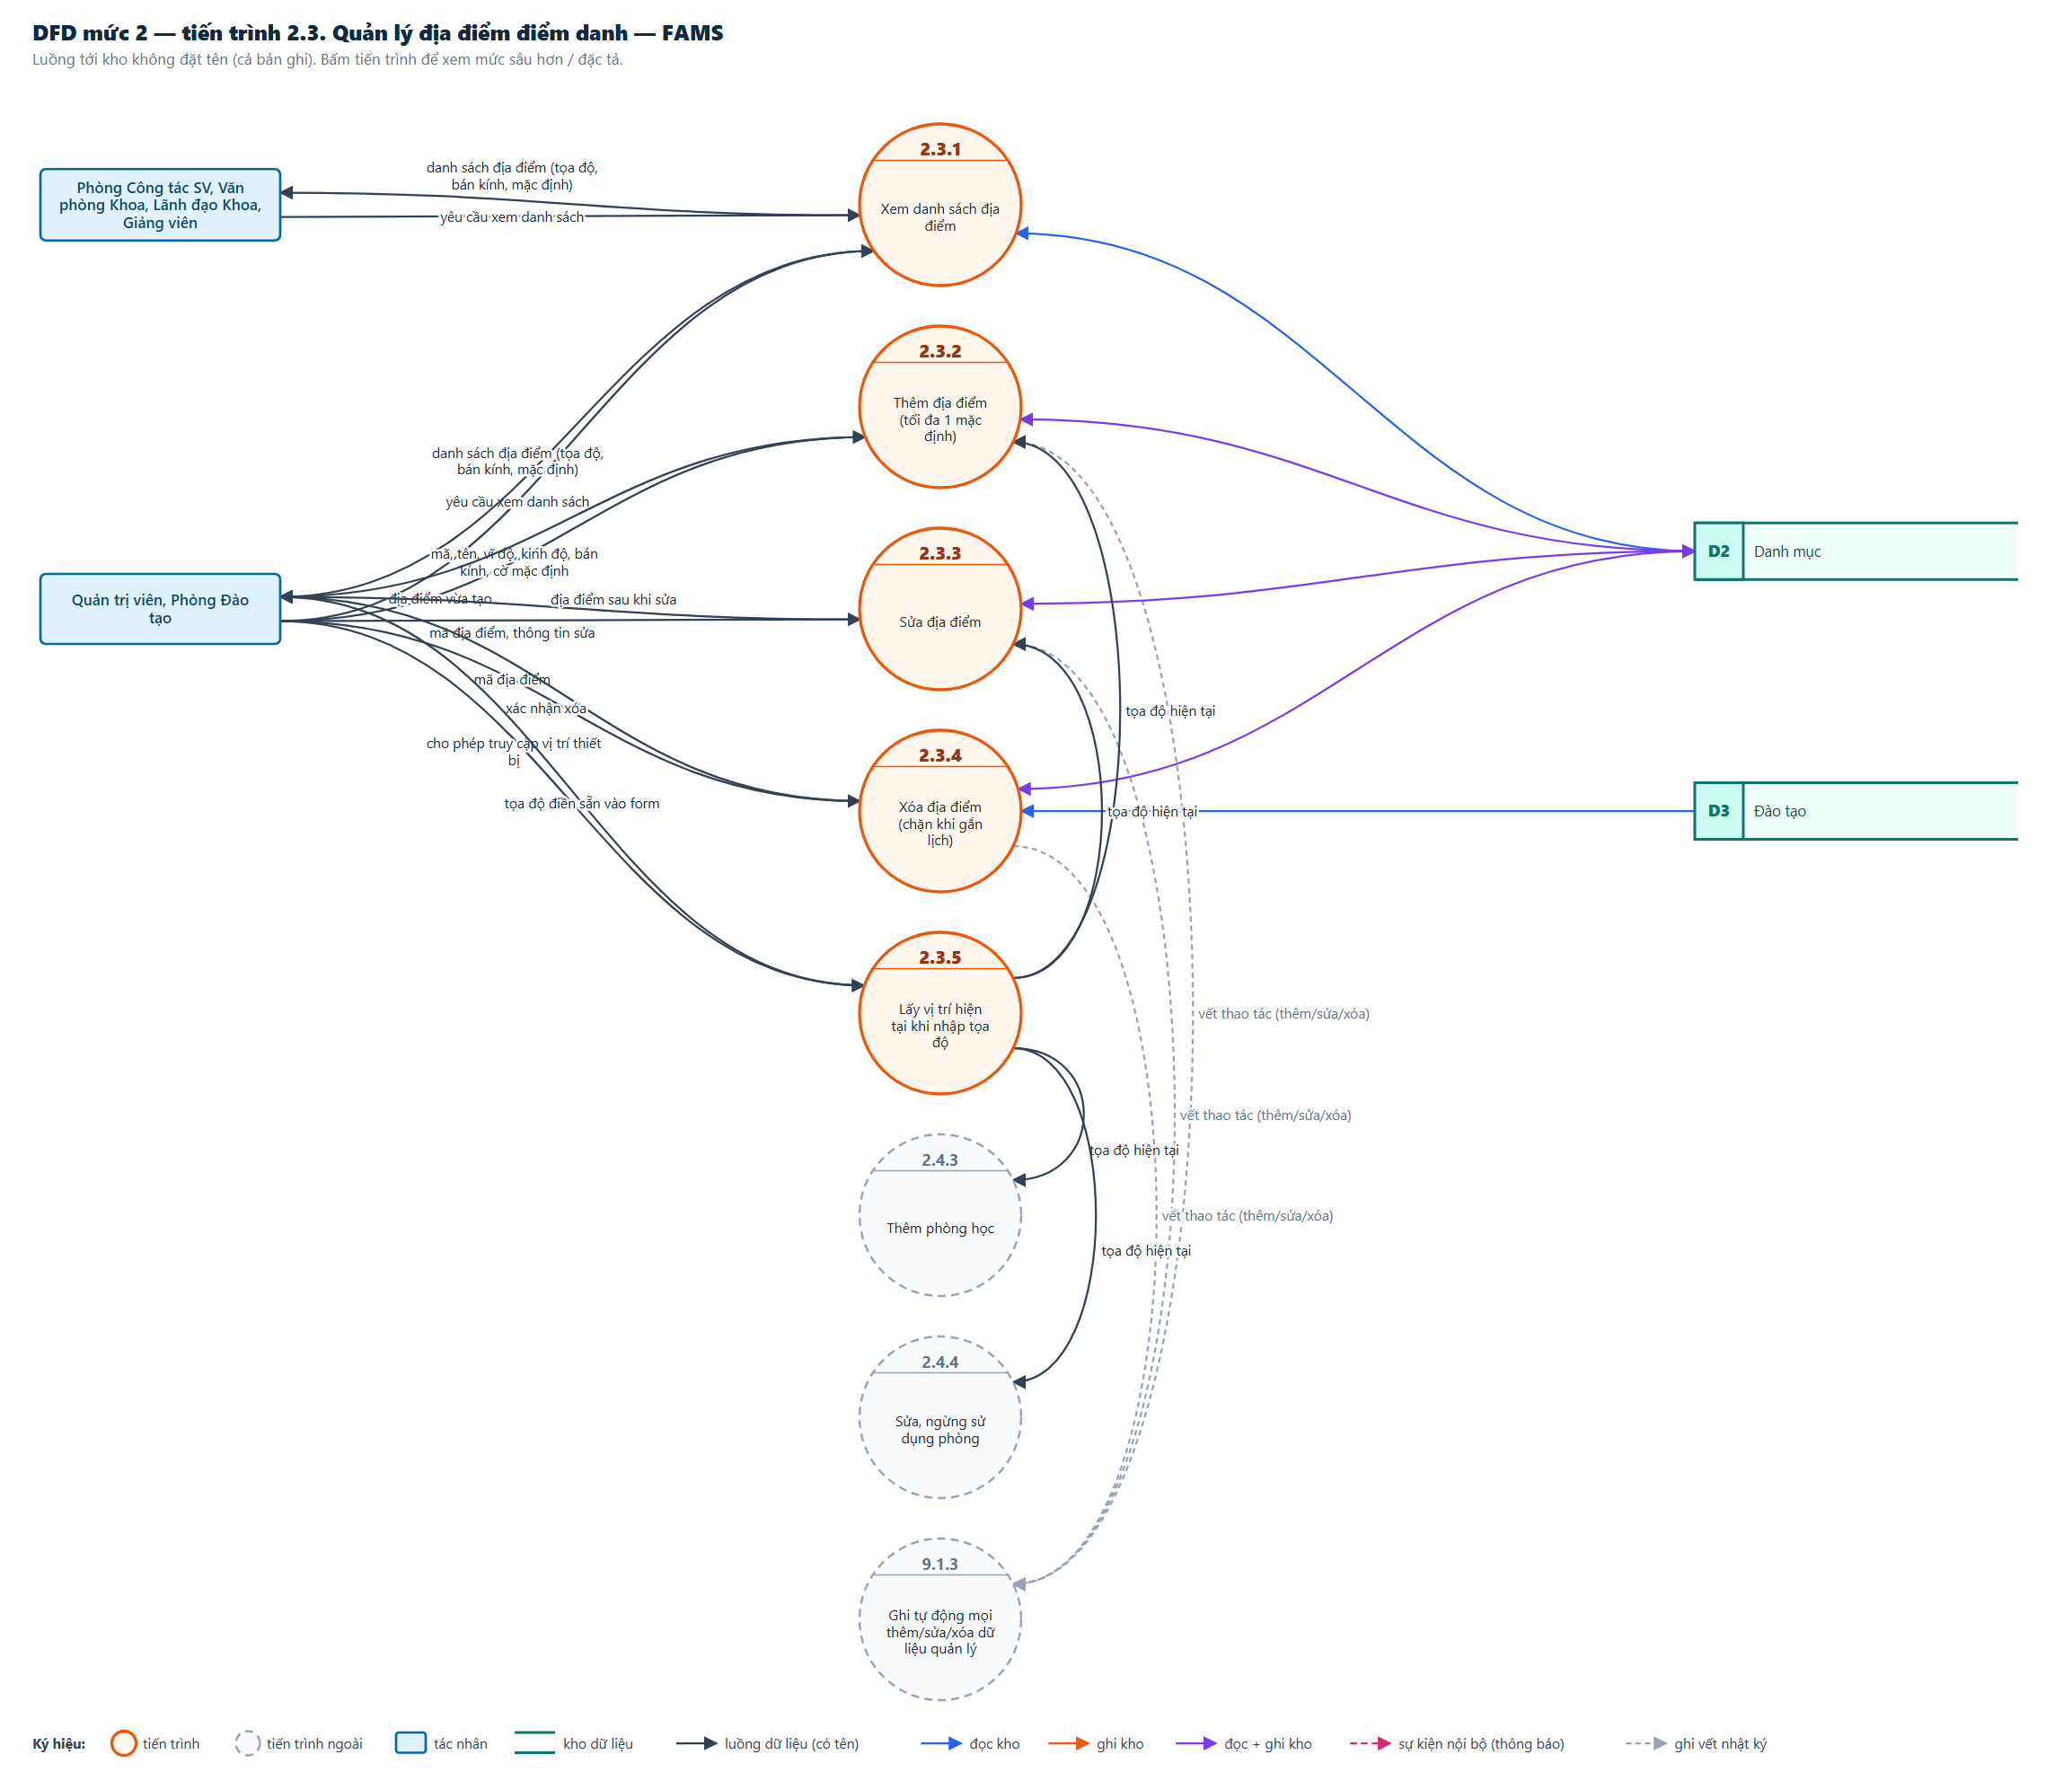 DFD mức 2 — tiến trình 2.3. Quản lý địa điểm điểm danh — FAMS
Luồng tới kho không đặt tên (cả bản ghi). Bấm tiến trình để xem mức sâu hơn / đặc tả.
Phòng Công tác SV, Văn
phòng Khoa, Lãnh đạo Khoa,
Giảng viên
danh sách địa điểm (tọa độ,
bán kính, mặc định)
yêu cầu xem danh sách
2.3.1
Xem danh sách địa
điểm
2.3.2
Thêm địa điểm
(tối đa 1 mặc
định)
danh sách địa điểm (tọa độ,
bán kính, mặc định)
yêu cầu xem danh sách
mã, tên, vĩ độ, kinh độ, bán
kính, cờ mặc định
Quản trị viên, Phòng Đào
tạo
địa điểm vừa tạo
địa điểm sau khi sửa
mã địa điểm, thông tin sửa
2.3.3
Sửa địa điểm
D2
Danh mục
mã địa điểm
xác nhận xóa
cho phép truy cập vị trí thiết
bị
tọa độ điền sẵn vào form
tọa độ hiện tại
2.3.4
Xóa địa điểm
(chặn khi gắn
lịch)
tọa độ hiện tại
D3
Đào tạo
2.3.5
Lấy vị trí hiện
tại khi nhập tọa
độ
vết thao tác (thêm/sửa/xóa)
vết thao tác (thêm/sửa/xóa)
tọa độ hiện tại
2.4.3
Thêm phòng học
vết thao tác (thêm/sửa/xóa)
tọa độ hiện tại
2.4.4
Sửa, ngừng sử
dụng phòng
9.1.3
Ghi tự động mọi
thêm/sửa/xóa dữ
liệu quản lý
Ký hiệu:
tiến trình
tiến trình ngoài
tác nhân
kho dữ liệu
luồng dữ liệu (có tên)
đọc kho
ghi kho
đọc + ghi kho
sự kiện nội bộ (thông báo)
ghi vết nhật ký